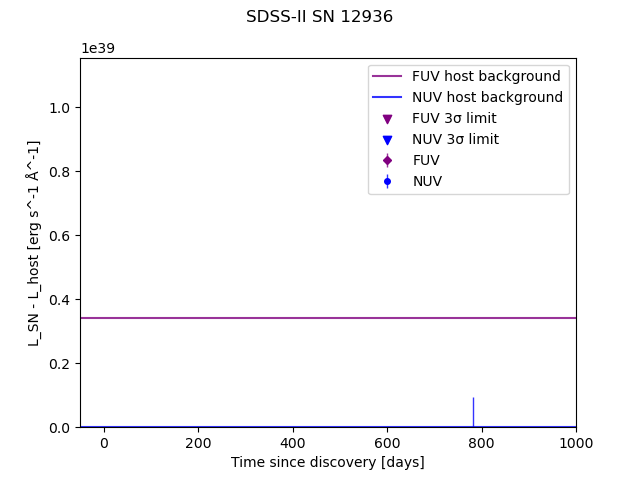 SDSS-II SN 12936
1e39
L_SN - L_host [erg s^-1 Å^-1]
1.0
0.8
0.6
0.4
0.2
0.0
FUV host background
NUV host background
FUV 3σ limit
NUV 3σ limit
FUV
NUV
0 200 400 600 800 1000
Time since discovery [days]